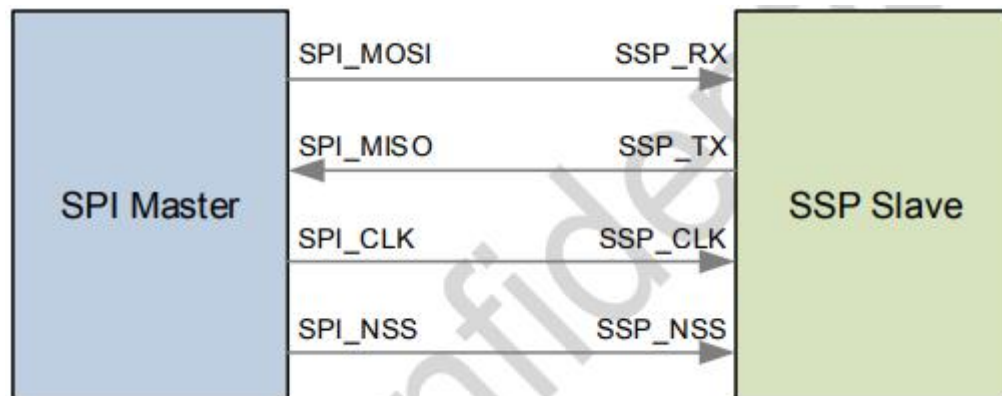 SPI_MOSI SSP_RX
SPI_MISO SSP_TX
SPI Master SSP Slave
SPI_CLK SSP_CLK
SPI_NSS SSP_NSS